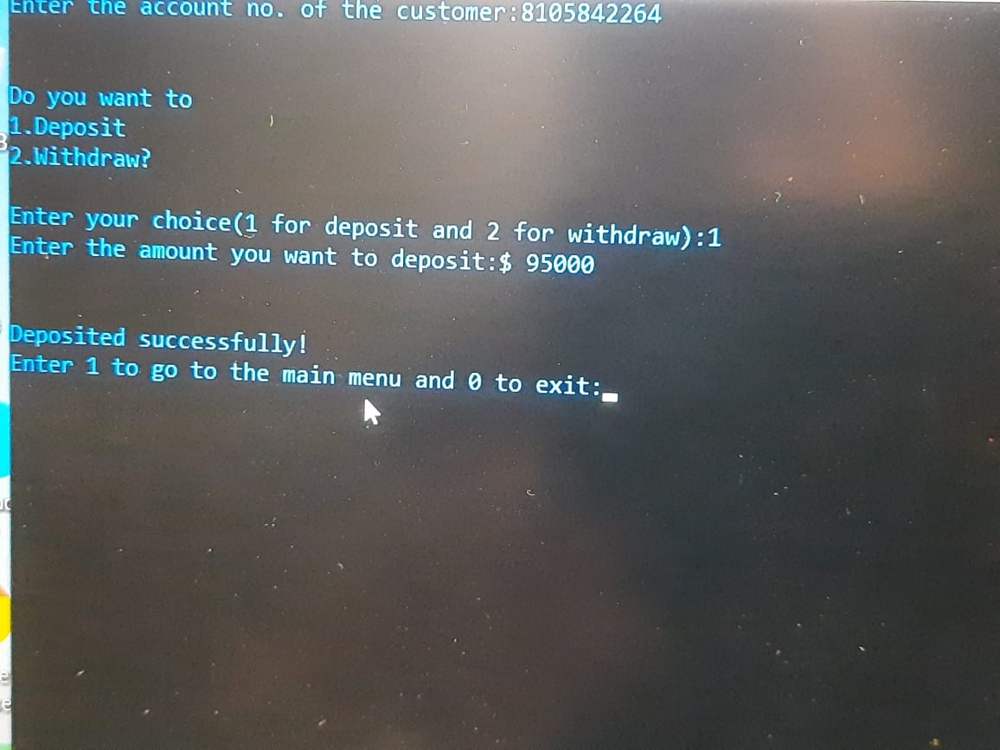 Enter the account no. of the customer:8105842264
Do you want to
1.Deposit
2.Withdraw?
Enter your choice(1 for deposit and 2 for withdraw):1
Enter the amount you want to deposit:$ 95000
Deposited successfully!
Enter 1 to go to the main menu and 0 to exit: